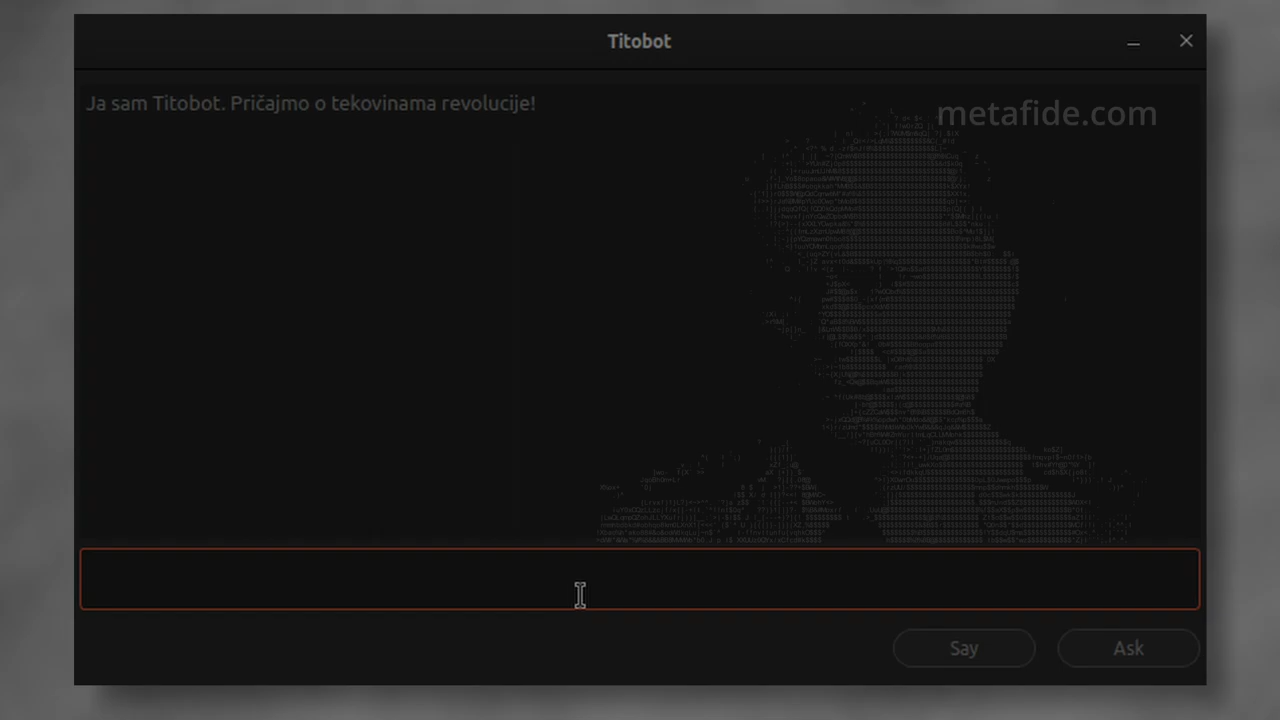 Titobot
Ja sam Titobot. Pričajmo o tekovinama revolucije!
metafide.com
Say
Ask